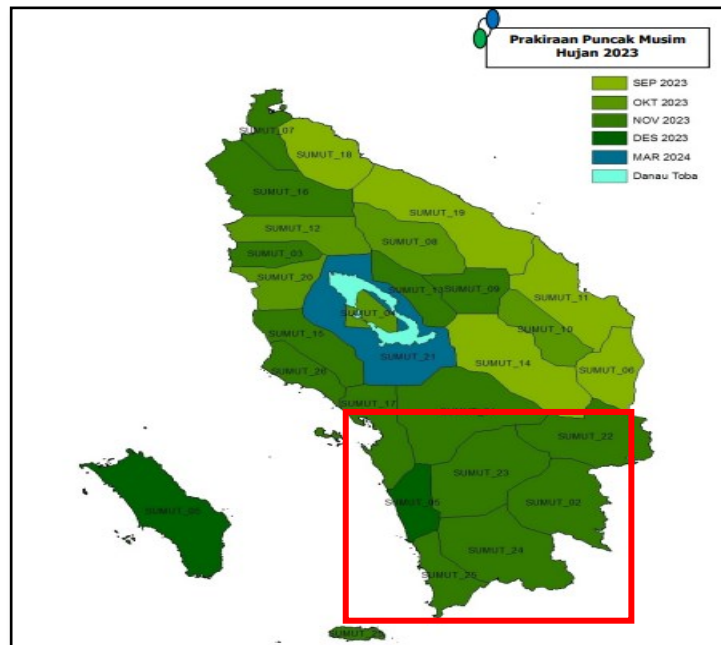 Prakiraan Puncak Musim
Hujan 2023
SEP 2023
OKT 2023
NOV 2023
DES 2023
MAR 2024
Danau Toba
SUMUT_07
SUMUT_18
SUMUT_16
SUMUT_19
SUMUT_12
SUMUT_08
SUMUT_03
SUMUT_20
SUMUT_13
SUMUT_09
SUMUT_11
SUMUT_04
SUMUT_10
SUMUT_15
SUMUT_21
SUMUT_14
SUMUT_06
SUMUT_26
SUMUT_17
SUMUT_22
SUMUT_23
SUMUT_02
SUMUT_24